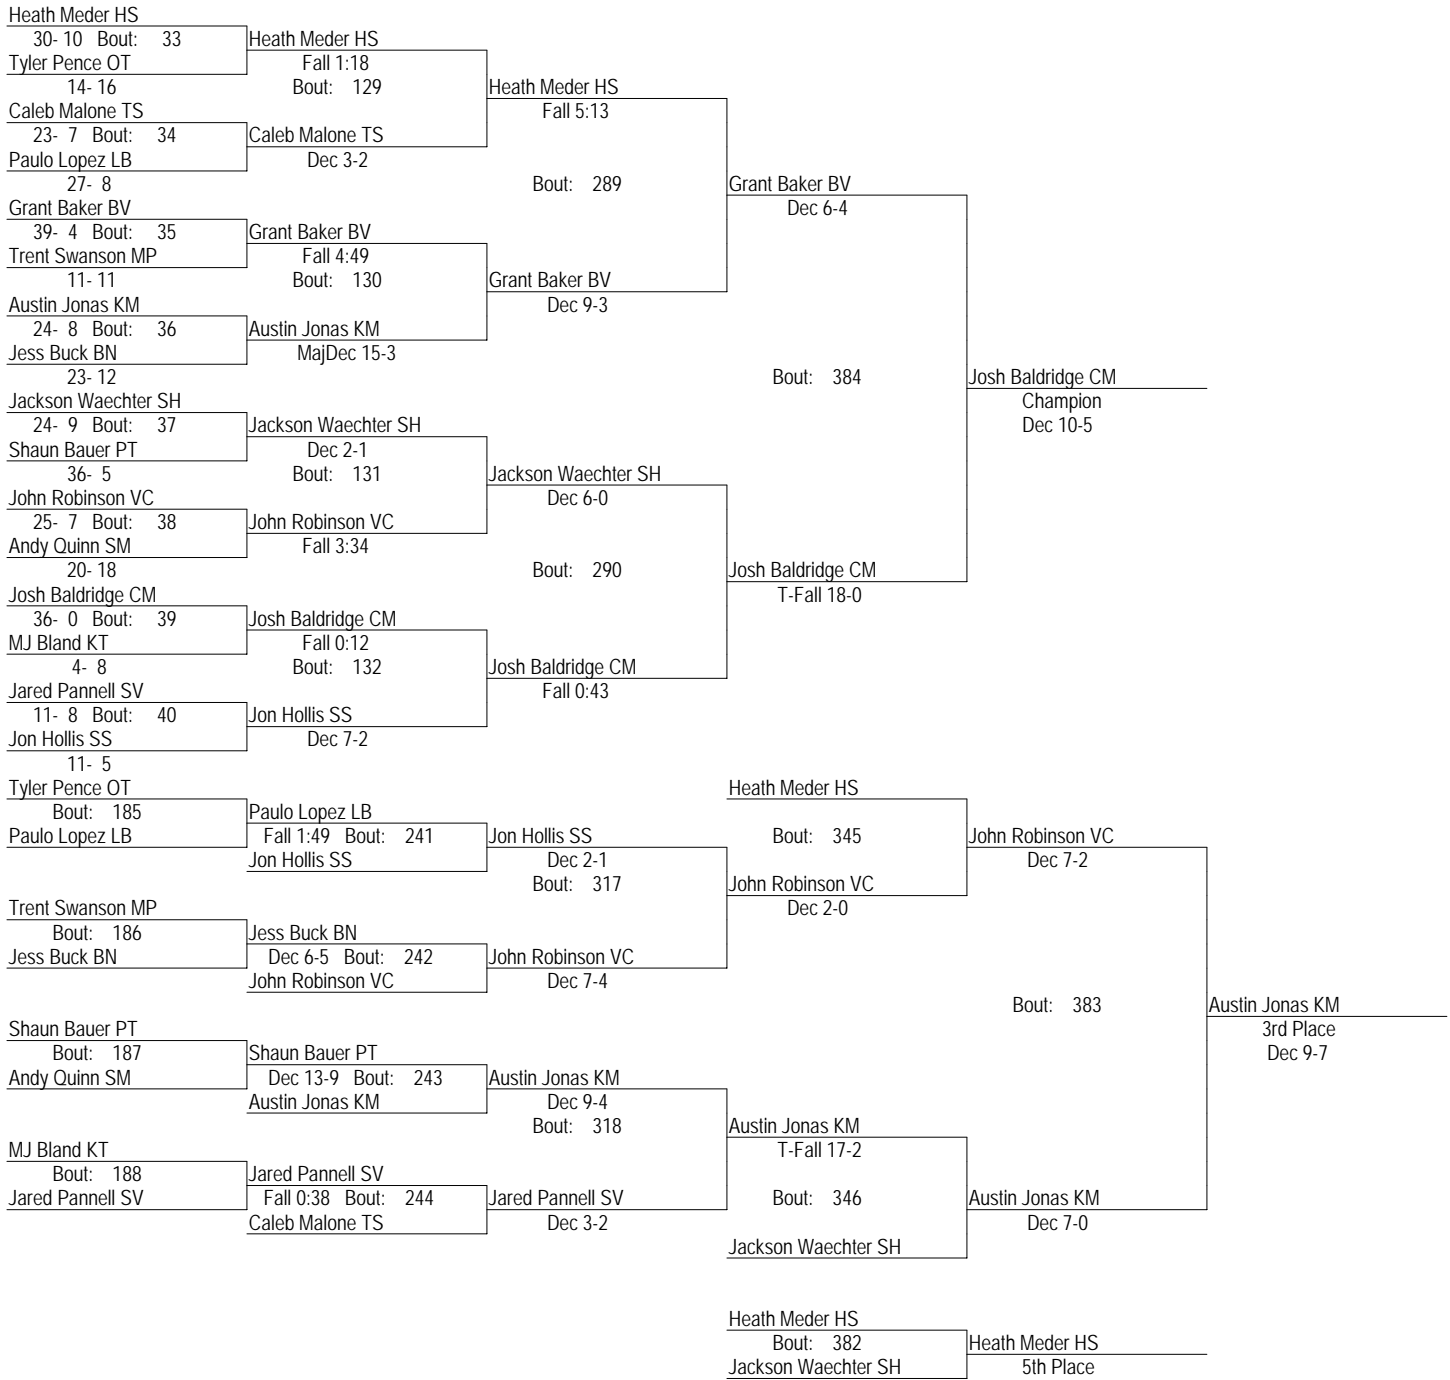 Heath Meder HS
30- 10 Bout: 33
Heath Meder HS
Tyler Pence OT
Fall 1:18
14- 16
Bout: 129
Heath Meder HS
Caleb Malone TS
Fall 5:13
23- 7 Bout: 34
Caleb Malone TS
Paulo Lopez LB
Dec 3-2
27- 8
Bout: 289
Grant Baker BV
Grant Baker BV
Dec 6-4
39- 4 Bout: 35
Grant Baker BV
Trent Swanson MP
Fall 4:49
11- 11
Bout: 130
Grant Baker BV
Austin Jonas KM
Dec 9-3
24- 8 Bout: 36
Austin Jonas KM
Jess Buck BN
MajDec 15-3
23- 12
Bout: 384
Josh Baldridge CM
Jackson Waechter SH
Champion
24- 9 Bout: 37
Jackson Waechter SH
Dec 10-5
Shaun Bauer PT
Dec 2-1
36- 5
Bout: 131
Jackson Waechter SH
John Robinson VC
Dec 6-0
25- 7 Bout: 38
John Robinson VC
Andy Quinn SM
Fall 3:34
20- 18
Bout: 290
Josh Baldridge CM
Josh Baldridge CM
T-Fall 18-0
36- 0 Bout: 39
Josh Baldridge CM
MJ Bland KT
Fall 0:12
4- 8
Bout: 132
Josh Baldridge CM
Jared Pannell SV
Fall 0:43
11- 8 Bout: 40
Jon Hollis SS
Jon Hollis SS
Dec 7-2
11- 5
Tyler Pence OT
Heath Meder HS
Bout: 185
Paulo Lopez LB
Paulo Lopez LB
Fall 1:49 Bout: 241
Jon Hollis SS
Bout: 345
John Robinson VC
Jon Hollis SS
Dec 2-1
Dec 7-2
Bout: 317
John Robinson VC
Trent Swanson MP
Dec 2-0
Bout: 186
Jess Buck BN
Jess Buck BN
Dec 6-5 Bout: 242
John Robinson VC
John Robinson VC
Dec 7-4
Bout: 383
Austin Jonas KM
Shaun Bauer PT
3rd Place
Bout: 187
Shaun Bauer PT
Dec 9-7
Andy Quinn SM
Dec 13-9 Bout: 243
Austin Jonas KM
Austin Jonas KM
Dec 9-4
Bout: 318
Austin Jonas KM
MJ Bland KT
T-Fall 17-2
Bout: 188
Jared Pannell SV
Jared Pannell SV
Fall 0:38 Bout: 244
Jared Pannell SV
Bout: 346
Austin Jonas KM
Caleb Malone TS
Dec 3-2
Dec 7-0
Jackson Waechter SH
Heath Meder HS
Bout: 382
Heath Meder HS
Jackson Waechter SH
5th Place